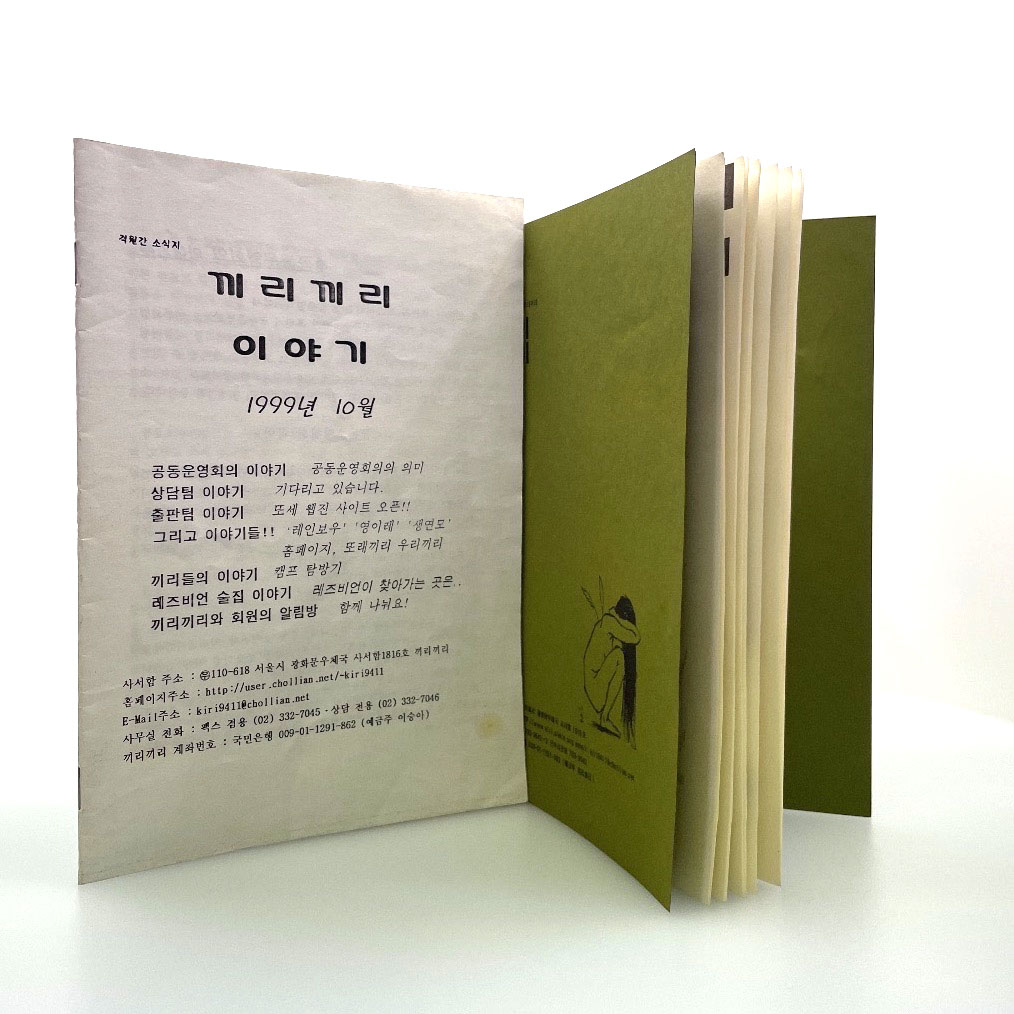 격월간 소식지
끼리끼리
이야기
1999년 10월
공동운영회의 이야기 공동운영회의의 의미
상담팀 이야기 기다리고 있습니다.
출판팀 이야기 또세 웹진 사이트 오픈!!
그리고 이야기들!! '레인보우' '영이래' '생연모'
홈페이지, 또래끼리 우리끼리
끼리들의 이야기 캠프 탐방기
레즈비언 술집 이야기 레즈비언이 찾아가는 곳은..
끼리끼리와 회원의 알림방 함께 나눠요!
사서함 주소 : ㉾110-618 서울시 광화문우체국 사서함1816호 끼리끼리
홈페이지주소 : http://user.chollian.net/~kiri9411
E-Mail주소 : kiri9411@chollian.net
사무실 전화 : 팩스 겸용 (02) 332-7045 · 상담 전용 (02) 332-7046
끼리끼리 계좌번호 : 국민은행 009-01-1291-862 (예금주 이승아)